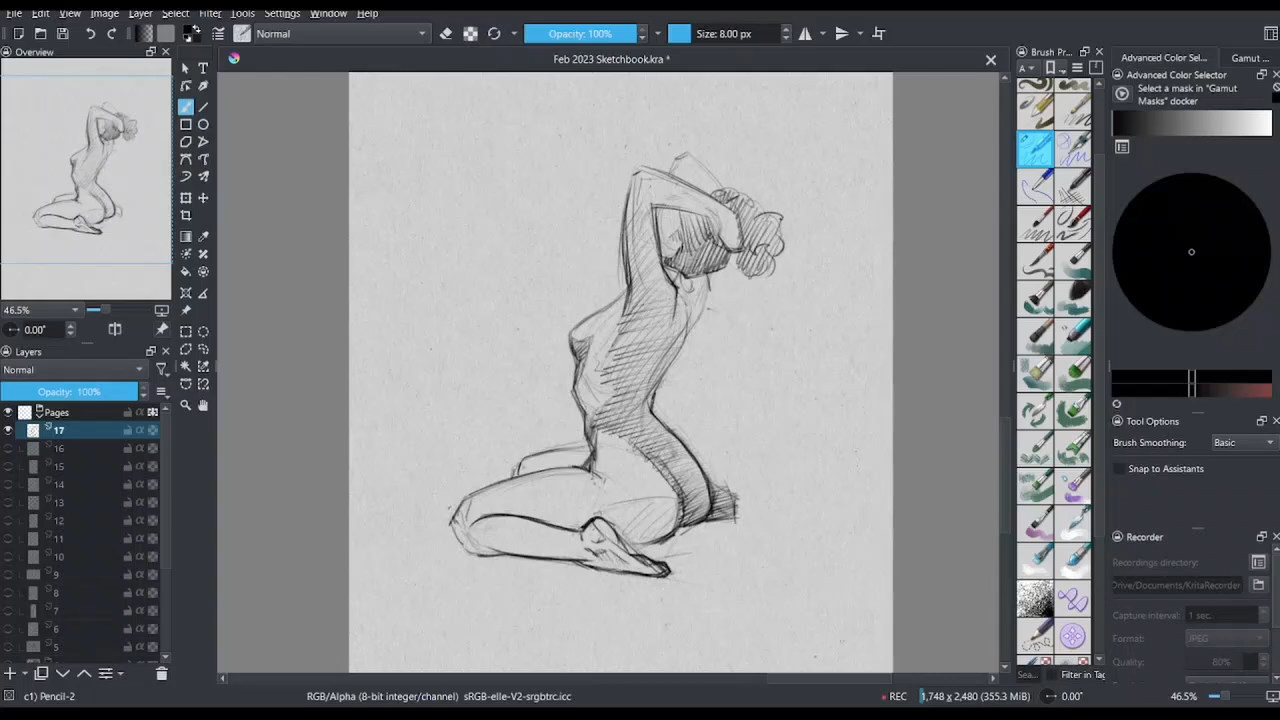 File Edit View Image Layer Select Filter Tools Settings Window Help
Normal
Opacity: 100%
Size: 8.00 px
Overview
Feb 2023 Sketchbook.kra *
Brush Pr...
Advanced Color Sel...
Gamut ...
Advanced Color Selector
Select a mask in "Gamut
Masks" docker
46.5%
0.00°
Layers
Normal
Opacity: 100%
Pages
17
16
15
14
13
12
11
10
9
8
7
6
5
Tool Options
Brush Smoothing:
Basic
Snap to Assistants
Recorder
Recordings directory:
Drive/Documents/KritaRecorder
Capture interval:
1 sec.
Format:
JPEG
Quality:
80%
Sea...
Filter in Tag
c1) Pencil-2
RGB/Alpha (8-bit integer/channel) sRGB-elle-V2-srgbtrc.icc
REC
1,748 x 2,480 (355.3 MiB)
0.00°
46.5%